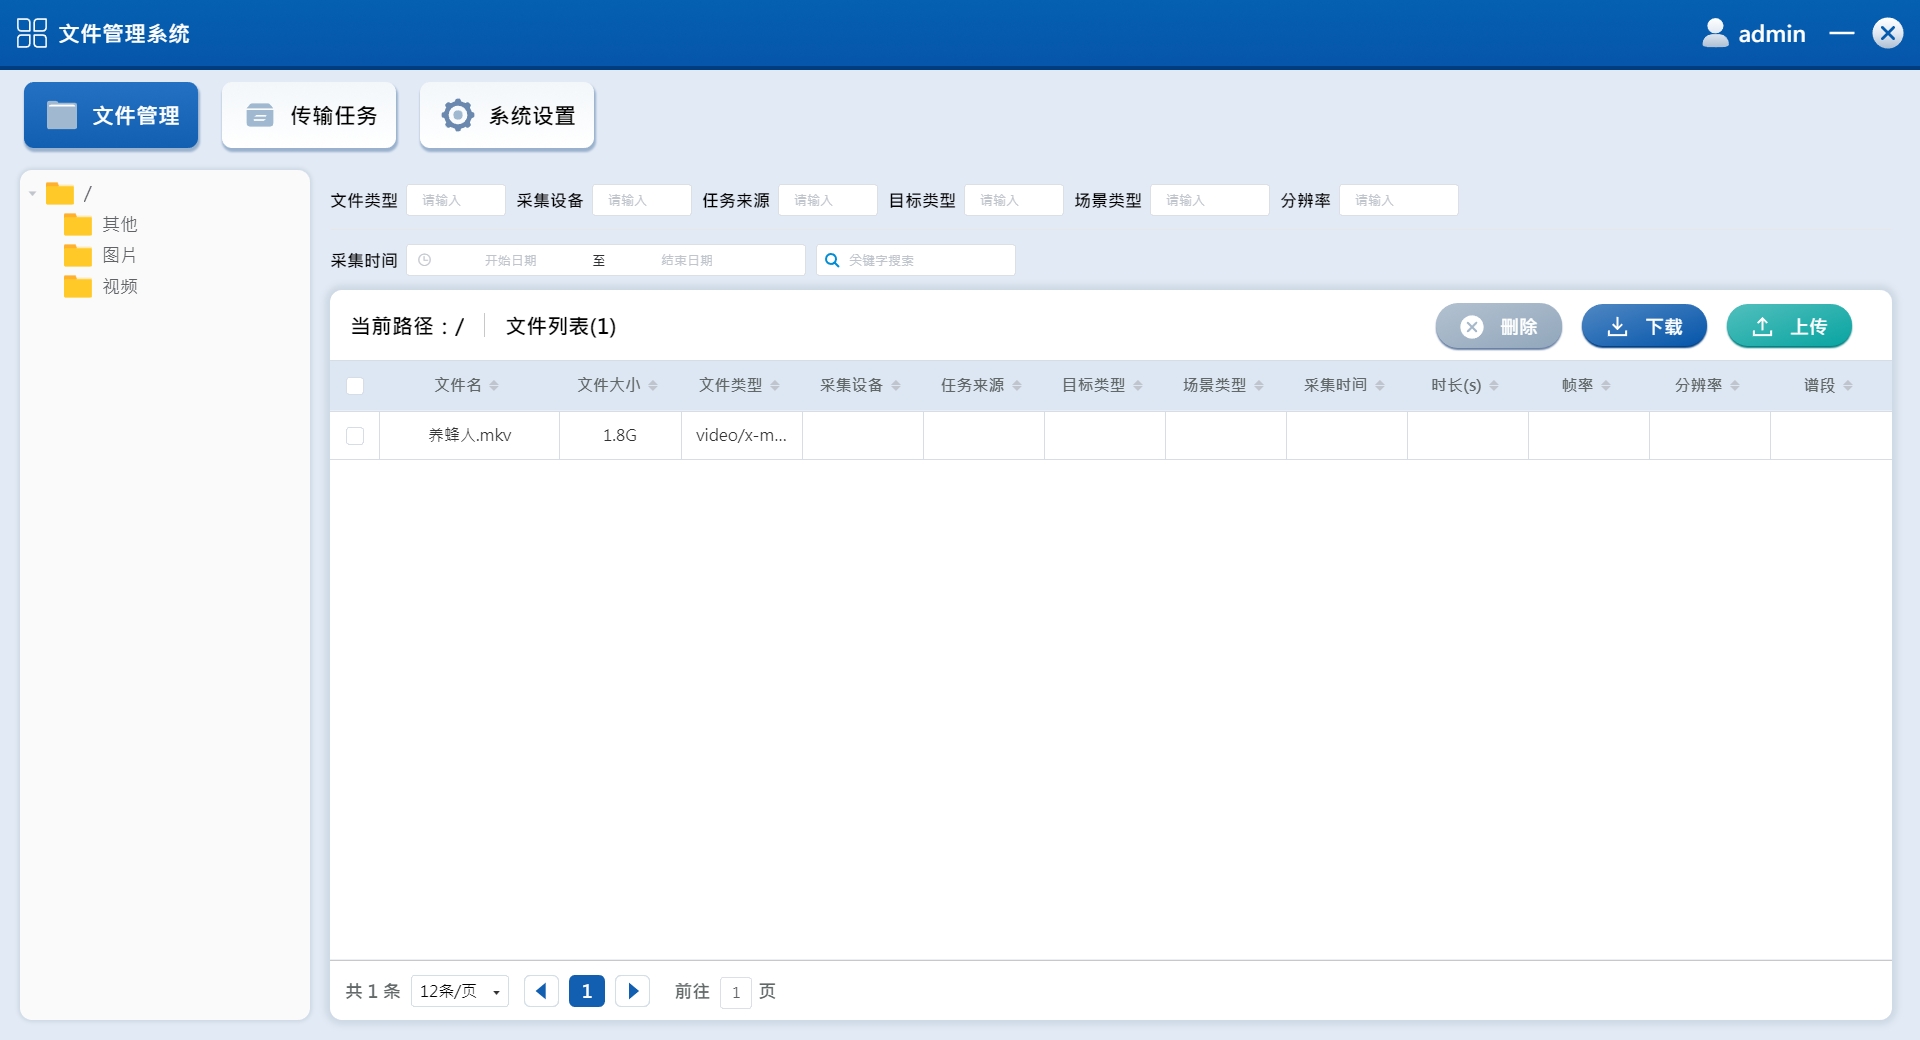 文件管理系统 admin
文件管理 传输任务 系统设置
/
其他
图片
视频
文件类型 请输入 采集设备 请输入 任务来源 请输入 目标类型 请输入 场景类型 请输入 分辨率 请输入
采集时间 开始日期 至 结束日期 关键字搜索
当前路径：/ 文件列表(1) 删除 下载 上传
文件名 文件大小 文件类型 采集设备 任务来源 目标类型 场景类型 采集时间 时长(s) 帧率 分辨率 谱段
养蜂人.mkv 1.8G video/x-m...
共 1 条 12条/页 1 前往 1 页